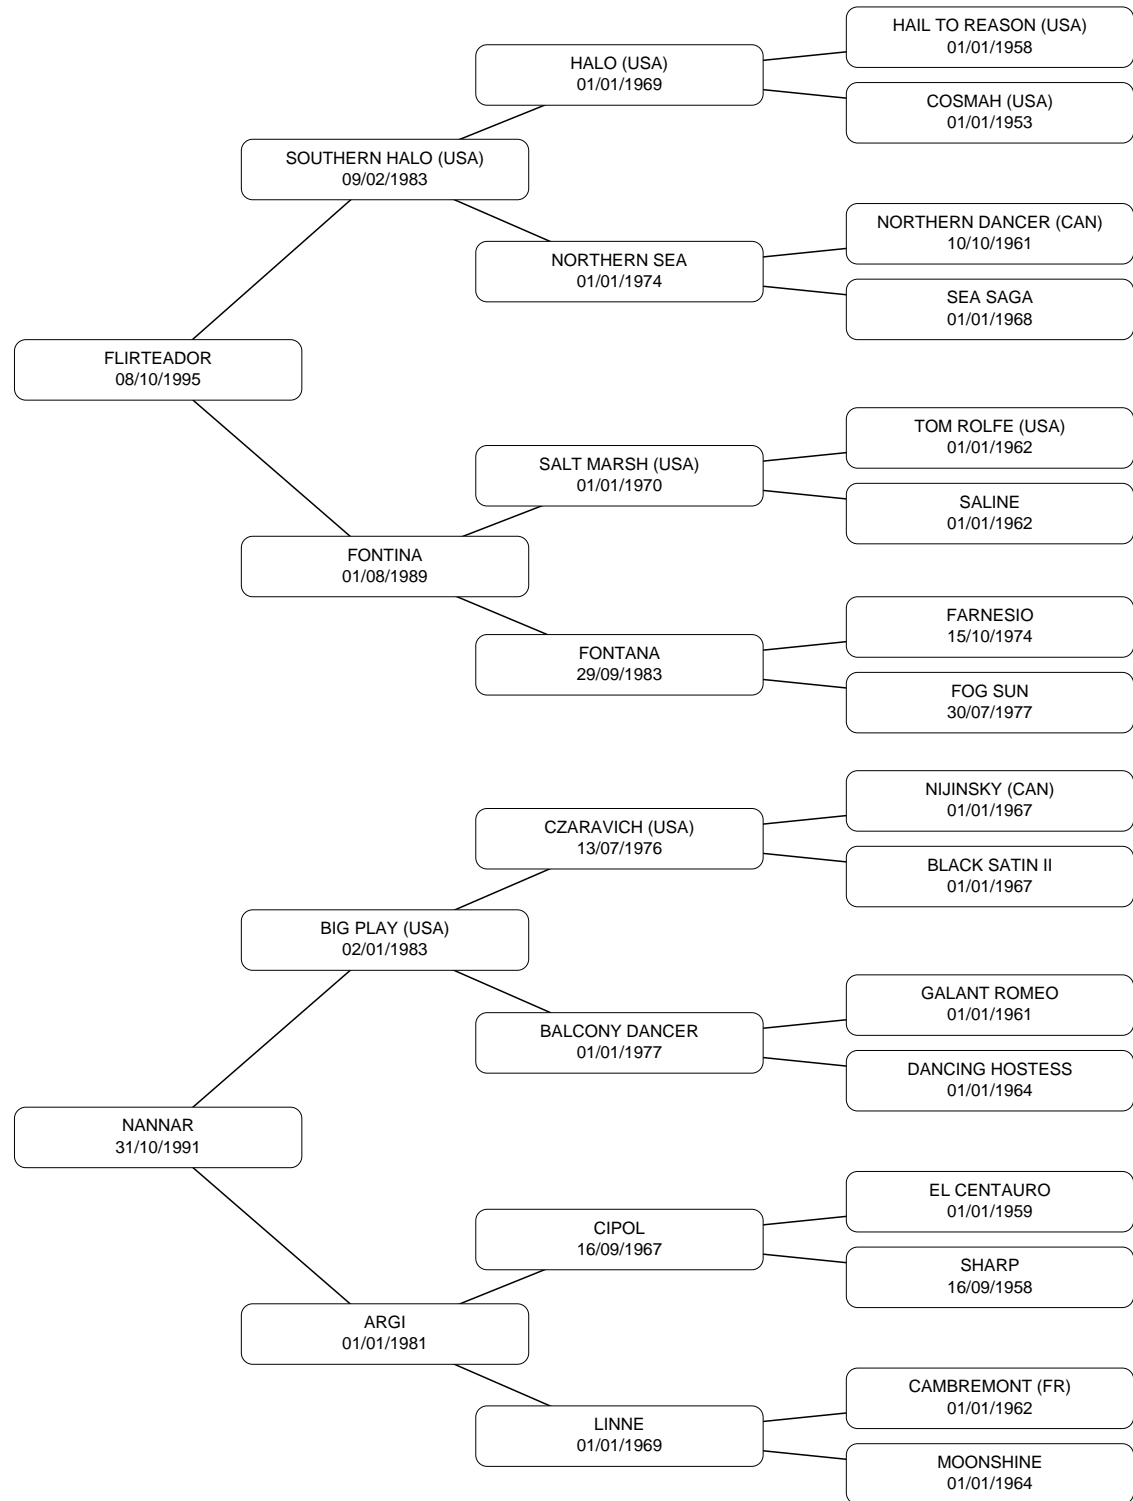 HAIL TO REASON (USA)
01/01/1958
HALO (USA)
01/01/1969
COSMAH (USA)
01/01/1953
SOUTHERN HALO (USA)
09/02/1983
NORTHERN DANCER (CAN)
10/10/1961
NORTHERN SEA
01/01/1974
SEA SAGA
01/01/1968
FLIRTEADOR
08/10/1995
TOM ROLFE (USA)
01/01/1962
SALT MARSH (USA)
01/01/1970
SALINE
01/01/1962
FONTINA
01/08/1989
FARNESIO
15/10/1974
FONTANA
29/09/1983
FOG SUN
30/07/1977
NIJINSKY (CAN)
01/01/1967
CZARAVICH (USA)
13/07/1976
BLACK SATIN II
01/01/1967
BIG PLAY (USA)
02/01/1983
GALANT ROMEO
01/01/1961
BALCONY DANCER
01/01/1977
DANCING HOSTESS
01/01/1964
NANNAR
31/10/1991
EL CENTAURO
01/01/1959
CIPOL
16/09/1967
SHARP
16/09/1958
ARGI
01/01/1981
CAMBREMONT (FR)
01/01/1962
LINNE
01/01/1969
MOONSHINE
01/01/1964